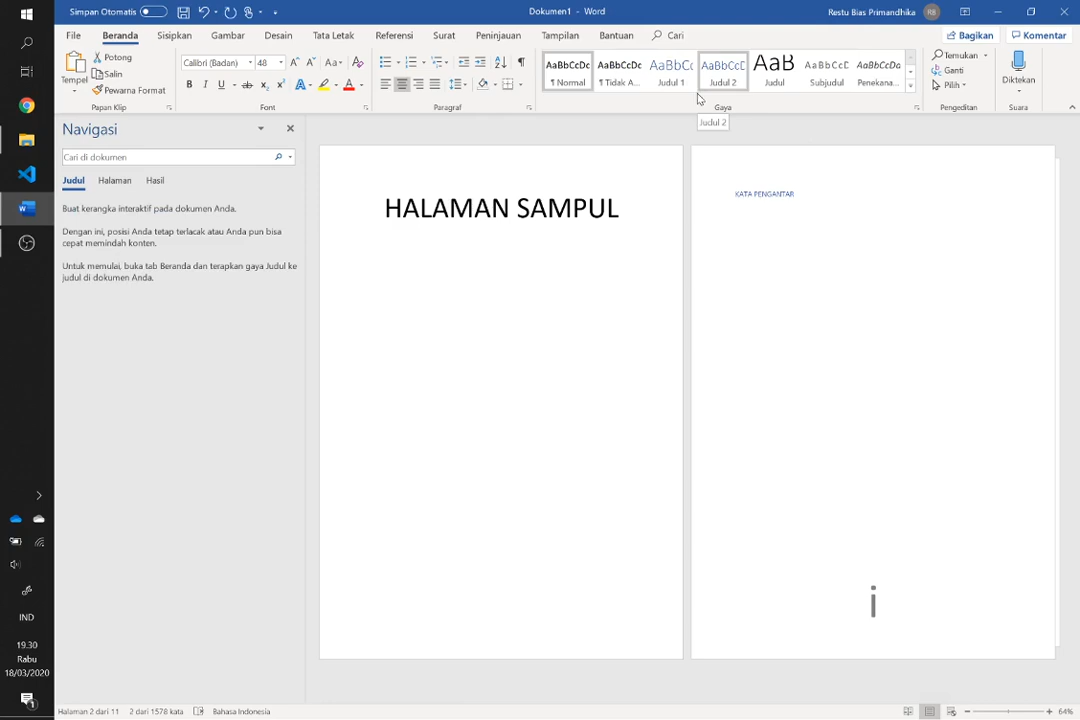 Simpan Otomatis
Dokumen1 - Word
Restu Bias Primandhika
RB
File Beranda Sisipkan Gambar Desain Tata Letak Referensi Surat Peninjauan Tampilan Bantuan Cari
Bagikan
Komentar
Tempel
Potong
Salin
Pewarna Format
Papan Klip
Calibri (Badan)
48
Font
Paragraf
AaBbCcDc
¶ Normal
AaBbCcDc
¶ Tidak A...
AaBbCc
Judul 1
AaBbCcC
Judul 2
AaB
Judul
AaBbCcD
Subjudul
AaBbCcDc
Penekana...
Gaya
Temukan
Ganti
Pilih
Pengeditan
Diktekan
Suara
Judul 2
Navigasi
Cari di dokumen
Judul Halaman Hasil
Buat kerangka interaktif pada dokumen Anda.
Dengan ini, posisi Anda tetap terlacak atau Anda pun bisa
cepat memindah konten.
Untuk memulai, buka tab Beranda dan terapkan gaya Judul ke
judul di dokumen Anda.
HALAMAN SAMPUL
KATA PENGANTAR
i
IND
19.30
Rabu
18/03/2020
1
Halaman 2 dari 11
2 dari 1578 kata
Bahasa Indonesia
64%